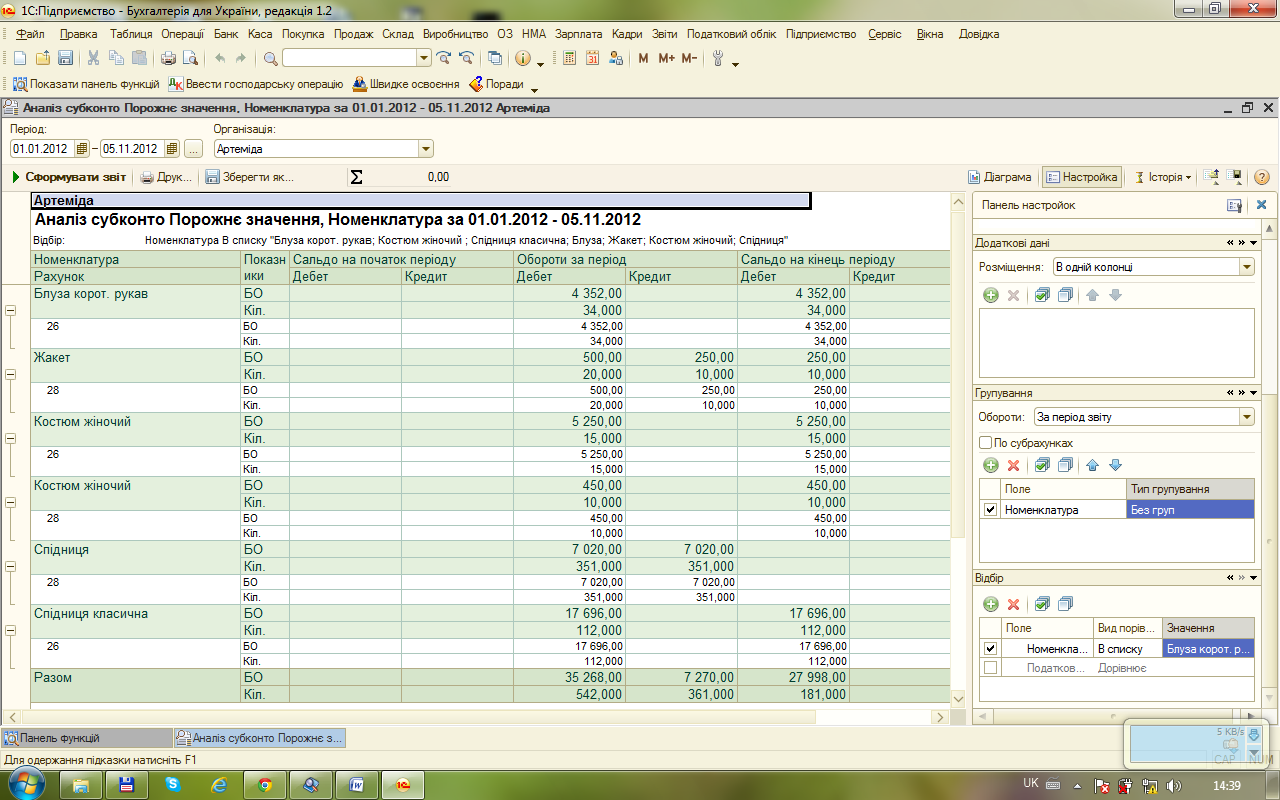 1С:Підприємство - Бухгалтерія для України, редакція 1.2
Файл Правка Таблиця Операції Банк Каса Покупка Продаж Склад Виробництво ОЗ НМА Зарплата Кадри Звіти Податковий облік Підприємство Сервіс Вікна Довідка
M M+ M-
Показати панель функцій Ввести господарську операцію Швидке освоєння Поради
Аналіз субконто Порожнє значення, Номенклатура за 01.01.2012 - 05.11.2012 Артеміда
Період: Організація:
01.01.2012 – 05.11.2012 ... Артеміда
Сформувати звіт Друк... Зберегти як... Σ 0,00 Діаграма Настройка Історія
Артеміда
Аналіз субконто Порожнє значення, Номенклатура за 01.01.2012 - 05.11.2012
Відбір: Номенклатура В списку "Блуза корот. рукав; Костюм жіночий ; Спідниця класична; Блуза; Жакет; Костюм жіночий; Спідниця"
Номенклатура Показн Сальдо на початок періоду Обороти за період Сальдо на кінець періоду
Рахунок ики Дебет Кредит Дебет Кредит Дебет Кредит
Блуза корот. рукав БО 4 352,00 4 352,00
Кіл. 34,000 34,000
26 БО 4 352,00 4 352,00
Кіл. 34,000 34,000
Жакет БО 500,00 250,00 250,00
Кіл. 20,000 10,000 10,000
28 БО 500,00 250,00 250,00
Кіл. 20,000 10,000 10,000
Костюм жіночий БО 5 250,00 5 250,00
Кіл. 15,000 15,000
26 БО 5 250,00 5 250,00
Кіл. 15,000 15,000
Костюм жіночий БО 450,00 450,00
Кіл. 10,000 10,000
28 БО 450,00 450,00
Кіл. 10,000 10,000
Спідниця БО 7 020,00 7 020,00
Кіл. 351,000 351,000
28 БО 7 020,00 7 020,00
Кіл. 351,000 351,000
Спідниця класична БО 17 696,00 17 696,00
Кіл. 112,000 112,000
26 БО 17 696,00 17 696,00
Кіл. 112,000 112,000
Разом БО 35 268,00 7 270,00 27 998,00
Кіл. 542,000 361,000 181,000
Панель настройок
Додаткові дані
Розміщення: В одній колонці
Групування
Обороти: За період звіту
По субрахунках
Поле Тип групування
Номенклатура Без груп
Відбір
Поле Вид порів... Значення
Номенкла... В списку Блуза корот. р...
Податков... Дорівнює
Панель функцій Аналіз субконто Порожнє з...
5 KB/s
Для одержання підказки натисніть F1 CAP NUM
UK 14:39